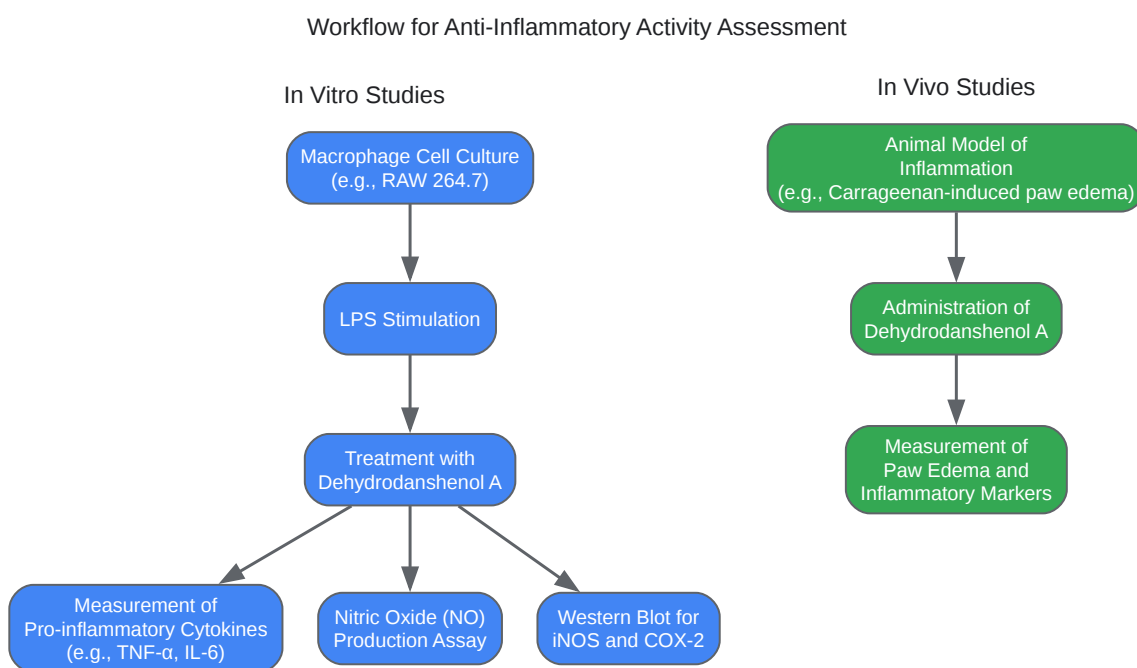 Workflow for Anti-Inflammatory Activity Assessment
In Vitro Studies
Macrophage Cell Culture
(e.g., RAW 264.7)
LPS Stimulation
Treatment with
Dehydrodanshenol A
Measurement of
Pro-inflammatory Cytokines
(e.g., TNF-α, IL-6)
Nitric Oxide (NO)
Production Assay
Western Blot for
iNOS and COX-2
In Vivo Studies
Animal Model of
Inflammation
(e.g., Carrageenan-induced paw edema)
Administration of
Dehydrodanshenol A
Measurement of
Paw Edema and
Inflammatory Markers